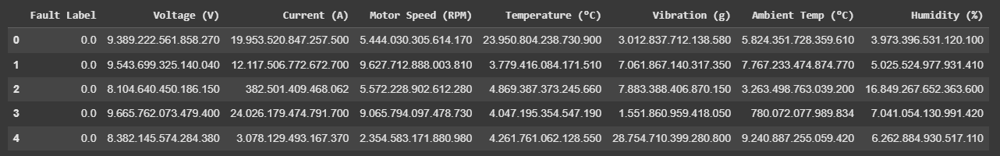 Fault Label Voltage (V) Current (A) Motor Speed (RPM) Temperature (°C) Vibration (g) Ambient Temp (°C) Humidity (%)
0 0.0 9.389.222.561.858.270 19.953.520.847.257.500 5.444.030.305.614.170 23.950.804.238.730.900 3.012.837.712.138.580 5.824.351.728.359.610 3.973.396.531.120.100
1 0.0 9.543.699.325.140.040 12.117.506.772.672.700 9.627.712.888.003.810 3.779.416.084.171.510 7.061.867.140.317.350 7.767.233.474.874.770 5.025.524.977.931.410
2 0.0 8.104.640.450.186.150 382.501.409.468.062 5.572.228.902.612.280 4.869.387.373.245.660 7.883.388.406.870.150 3.263.498.763.039.200 16.849.267.652.363.600
3 0.0 9.665.762.073.479.400 24.026.179.474.791.700 9.065.794.097.478.730 4.047.195.354.547.190 1.551.860.959.418.050 780.072.077.989.834 7.041.054.130.991.420
4 0.0 8.382.145.574.284.380 3.078.129.493.167.370 2.354.583.171.880.980 4.261.761.062.128.550 28.754.710.399.280.800 9.240.887.255.059.420 6.262.884.930.517.110